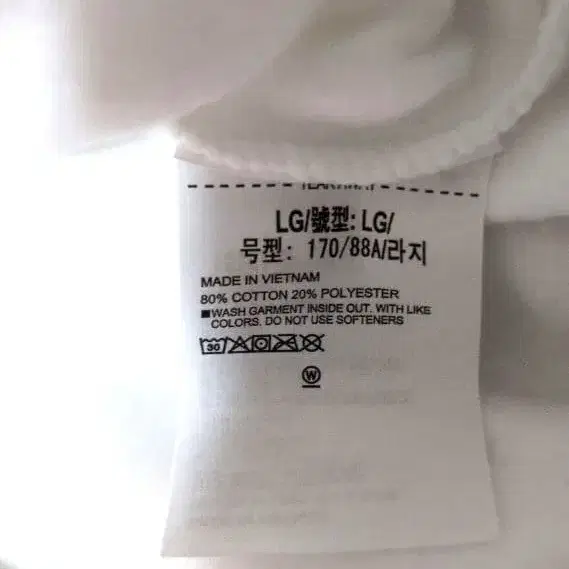 LG/號型: LG/
号型: 170/88A/라지
MADE IN VIETNAM
80% COTTON 20% POLYESTER
■WASH GARMENT INSIDE OUT. WITH LIKE
COLORS. DO NOT USE SOFTENERS
30
W